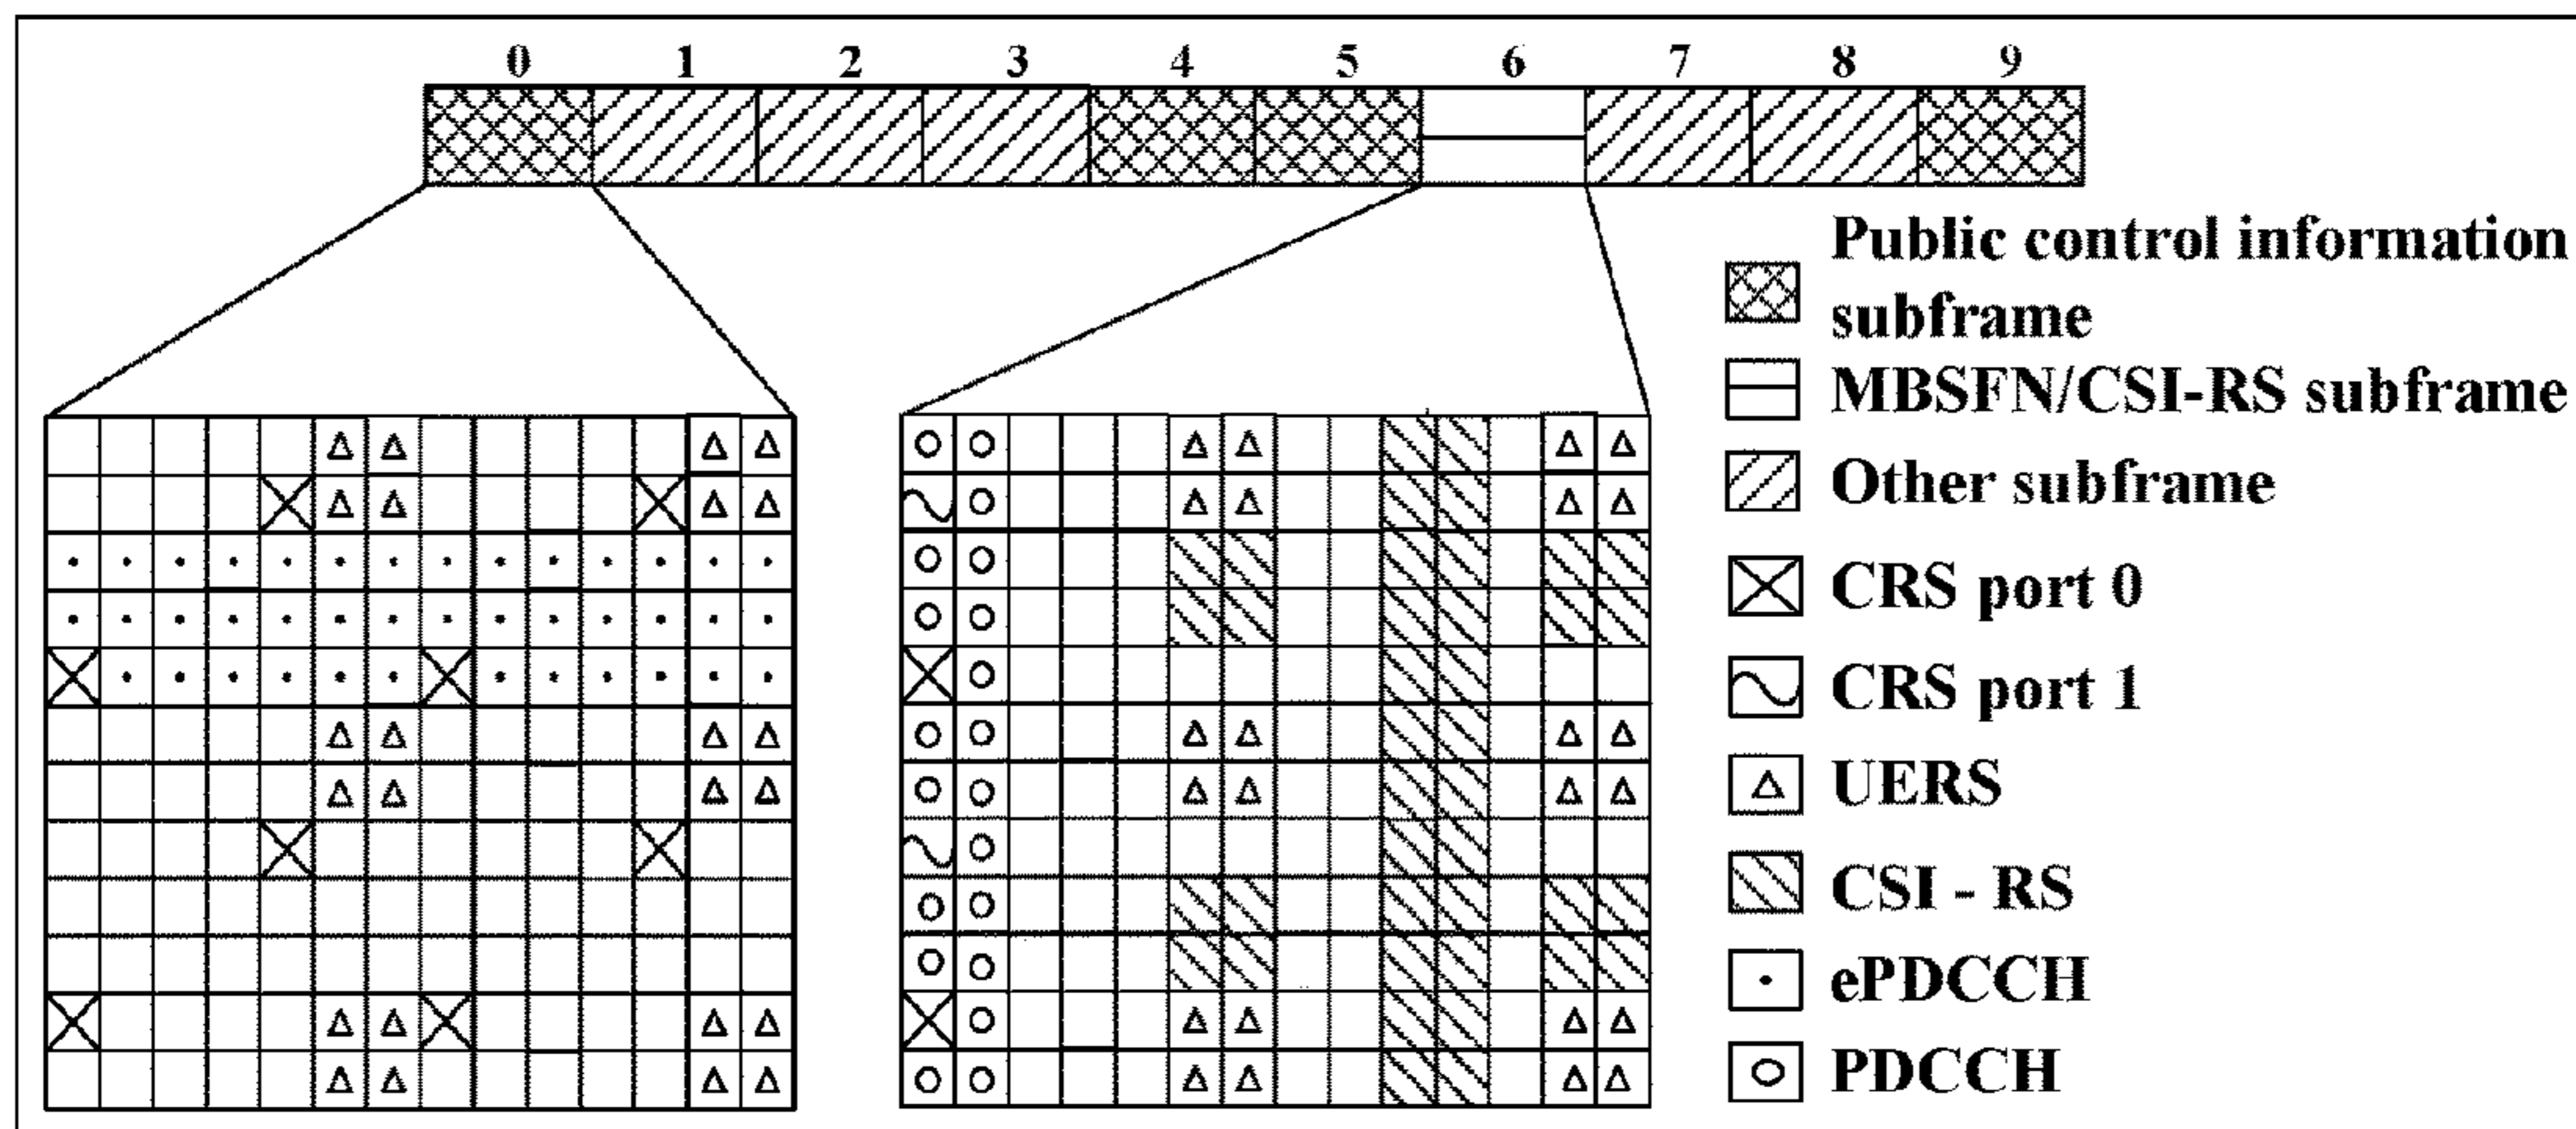 0 1 2 3 4 5 6 7 8 9
Public control information
subframe
MBSFN/CSI-RS subframe
Other subframe
CRS port 0
CRS port 1
UERS
CSI - RS
ePDCCH
PDCCH